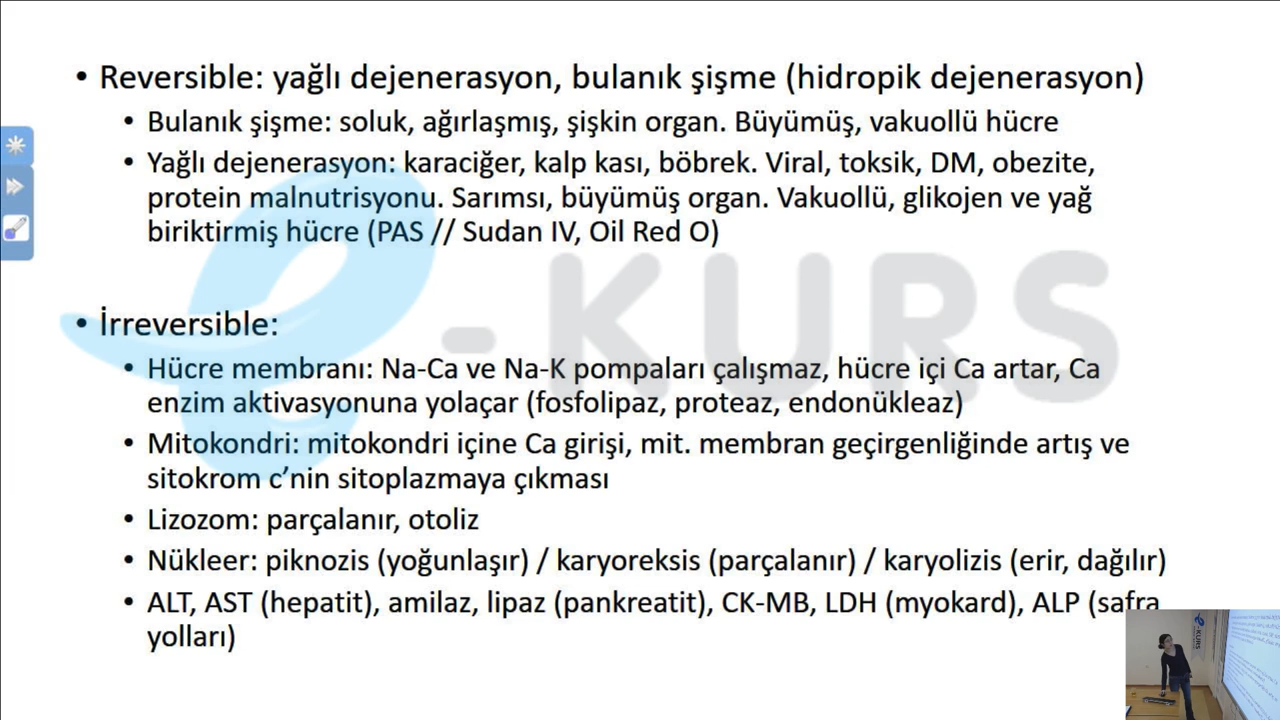 • Reversible: yağlı dejenerasyon, bulanık şişme (hidropik dejenerasyon)
• Bulanık şişme: soluk, ağırlaşmış, şişkin organ. Büyümüş, vakuollü hücre
• Yağlı dejenerasyon: karaciğer, kalp kası, böbrek. Viral, toksik, DM, obezite,
protein malnutrisyonu. Sarımsı, büyümüş organ. Vakuollü, glikojen ve yağ
biriktirmiş hücre (PAS // Sudan IV, Oil Red O)
e-KURS
• İrreversible:
• Hücre membranı: Na-Ca ve Na-K pompaları çalışmaz, hücre içi Ca artar, Ca
enzim aktivasyonuna yolaçar (fosfolipaz, proteaz, endonükleaz)
• Mitokondri: mitokondri içine Ca girişi, mit. membran geçirgenliğinde artış ve
sitokrom c’nin sitoplazmaya çıkması
• Lizozom: parçalanır, otoliz
• Nükleer: piknozis (yoğunlaşır) / karyoreksis (parçalanır) / karyolizis (erir, dağılır)
• ALT, AST (hepatit), amilaz, lipaz (pankreatit), CK-MB, LDH (myokard), ALP (safra
yolları)
e-KURS